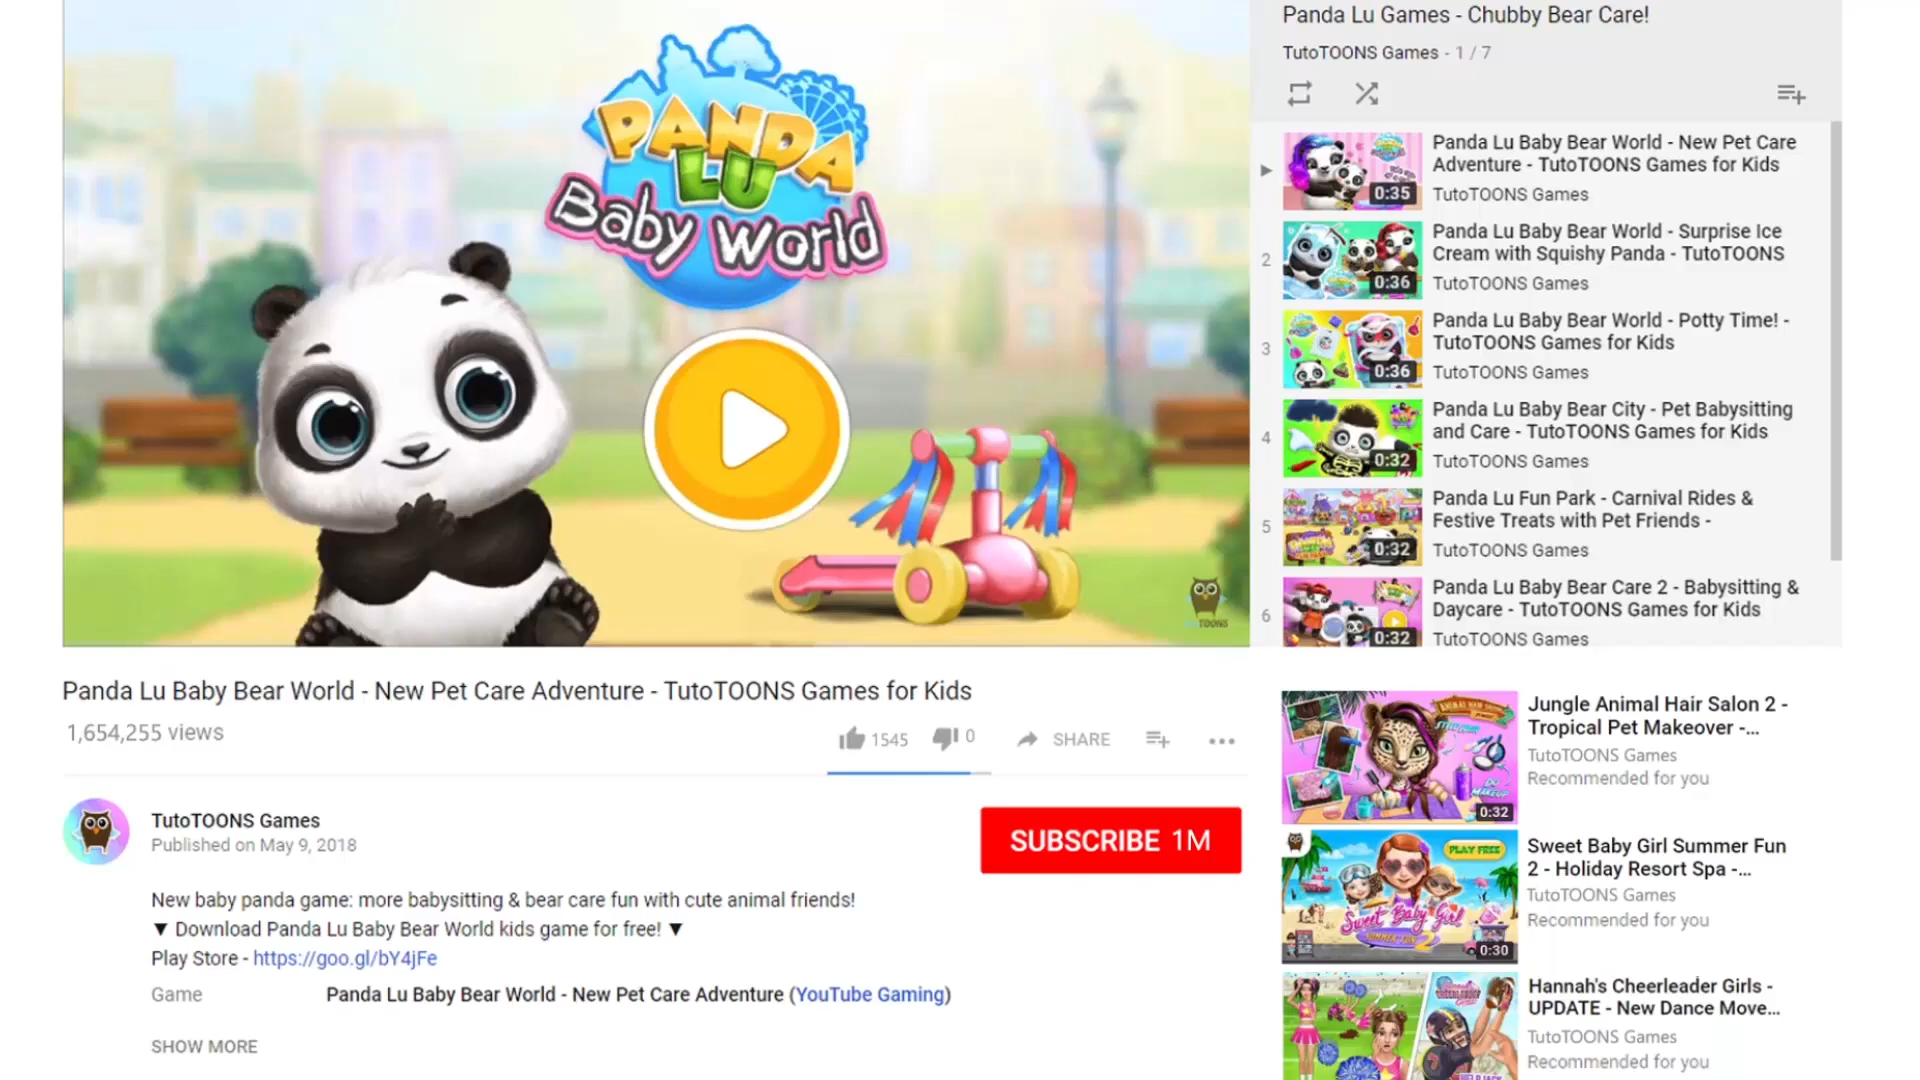 PANDA
LU
Baby World
TOONS
Panda Lu Games - Chubby Bear Care!
TutoTOONS Games - 1 / 7
Panda Lu Baby Bear World - New Pet Care
Adventure - TutoTOONS Games for Kids
0:35
TutoTOONS Games
2
Panda Lu Baby Bear World - Surprise Ice
Cream with Squishy Panda - TutoTOONS
0:36
TutoTOONS Games
3
Panda Lu Baby Bear World - Potty Time! -
TutoTOONS Games for Kids
0:36
TutoTOONS Games
4
Panda Lu Baby Bear City - Pet Babysitting
and Care - TutoTOONS Games for Kids
0:32
TutoTOONS Games
5
Panda Lu Fun Park - Carnival Rides &
Festive Treats with Pet Friends -
0:32
TutoTOONS Games
6
Panda Lu Baby Bear Care 2 - Babysitting &
Daycare - TutoTOONS Games for Kids
0:32
TutoTOONS Games
Panda Lu Baby Bear World - New Pet Care Adventure - TutoTOONS Games for Kids
1,654,255 views
1545 0 SHARE
TutoTOONS Games
Published on May 9, 2018
SUBSCRIBE 1M
New baby panda game: more babysitting & bear care fun with cute animal friends!
▼ Download Panda Lu Baby Bear World kids game for free! ▼
Play Store - https://goo.gl/bY4jFe
Game Panda Lu Baby Bear World - New Pet Care Adventure (YouTube Gaming)
SHOW MORE
Jungle Animal Hair Salon 2 -
Tropical Pet Makeover -...
TutoTOONS Games
Recommended for you
0:32
PLAY FREE
Sweet Baby Girl
SUMMER FUN 2
0:30
Sweet Baby Girl Summer Fun
2 - Holiday Resort Spa -...
TutoTOONS Games
Recommended for you
Hannah's Cheerleader Girls -
UPDATE - New Dance Move...
TutoTOONS Games
Recommended for you